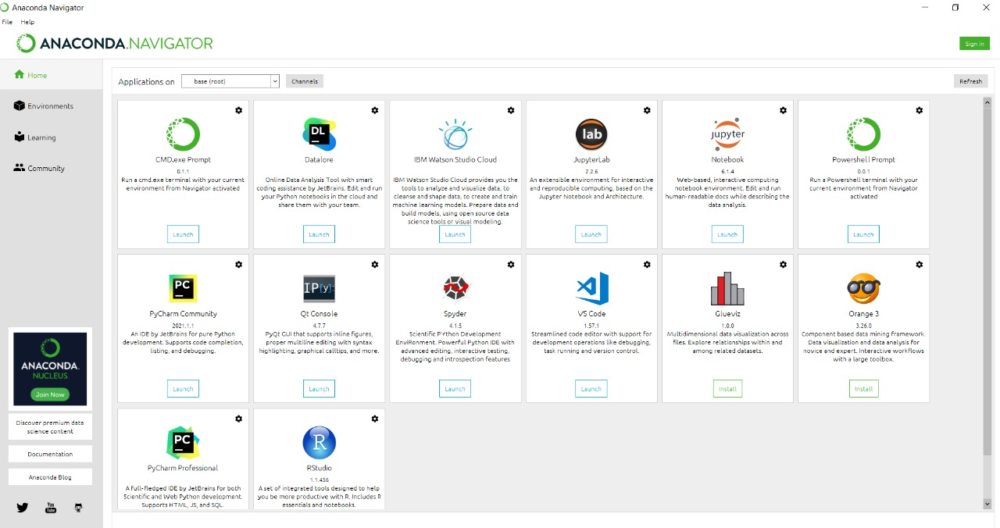 Anaconda Navigator
File Help
ANACONDA.NAVIGATOR
Sign in
Home
Environments
Learning
Community
ANACONDA.
NUCLEUS
Join Now
Discover premium data
science content
Documentation
Anaconda Blog
You
Tube
Applications on
base (root)
Channels
Refresh
CMD.exe Prompt
0.1.1
Run a cmd.exe terminal with your current
environment from Navigator activated
Launch
DL
Datalore
Online Data Analysis Tool with smart
coding assistance by JetBrains. Edit and run
your Python notebooks in the cloud and
share them with your team.
Launch
IBM Watson Studio Cloud
IBM Watson Studio Cloud provides you the
tools to analyze and visualize data, to
cleanse and shape data, to create and train
machine learning models. Prepare data and
build models, using open source data
science tools or visual modeling.
Launch
lab
JupyterLab
2.2.6
An extensible environment for interactive
and reproducible computing, based on the
Jupyter Notebook and Architecture.
Launch
jupyter
Notebook
6.1.4
Web-based, interactive computing
notebook environment. Edit and run
human-readable docs while describing the
data analysis.
Launch
Powershell Prompt
0.0.1
Run a Powershell terminal with your
current environment from Navigator
activated
Launch
PC
PyCharm Community
2021.1.1
An IDE by JetBrains for pure Python
development. Supports code completion,
listing, and debugging.
Launch
IP[y]:
Qt Console
4.7.7
PyQt GUI that supports inline figures,
proper multiline editing with syntax
highlighting, graphical calltips, and more.
Launch
Spyder
4.1.5
Scientific PYthon Development
EnviRonment. Powerful Python IDE with
advanced editing, interactive testing,
debugging and introspection features
Launch
VS Code
1.57.1
Streamlined code editor with support for
development operations like debugging,
task running and version control.
Launch
Glueviz
1.0.0
Multidimensional data visualization across
files. Explore relationships within and
among related datasets.
Install
Orange 3
3.26.0
Component based data mining framework.
Data visualization and data analysis for
novice and expert. Interactive workflows
with a large toolbox.
Install
PC
PyCharm Professional
A full-fledged IDE by JetBrains for both
Scientific and Web Python development.
Supports HTML, JS, and SQL.
R
RStudio
1.1.456
A set of integrated tools designed to help
you be more productive with R. Includes R
essentials and notebooks.